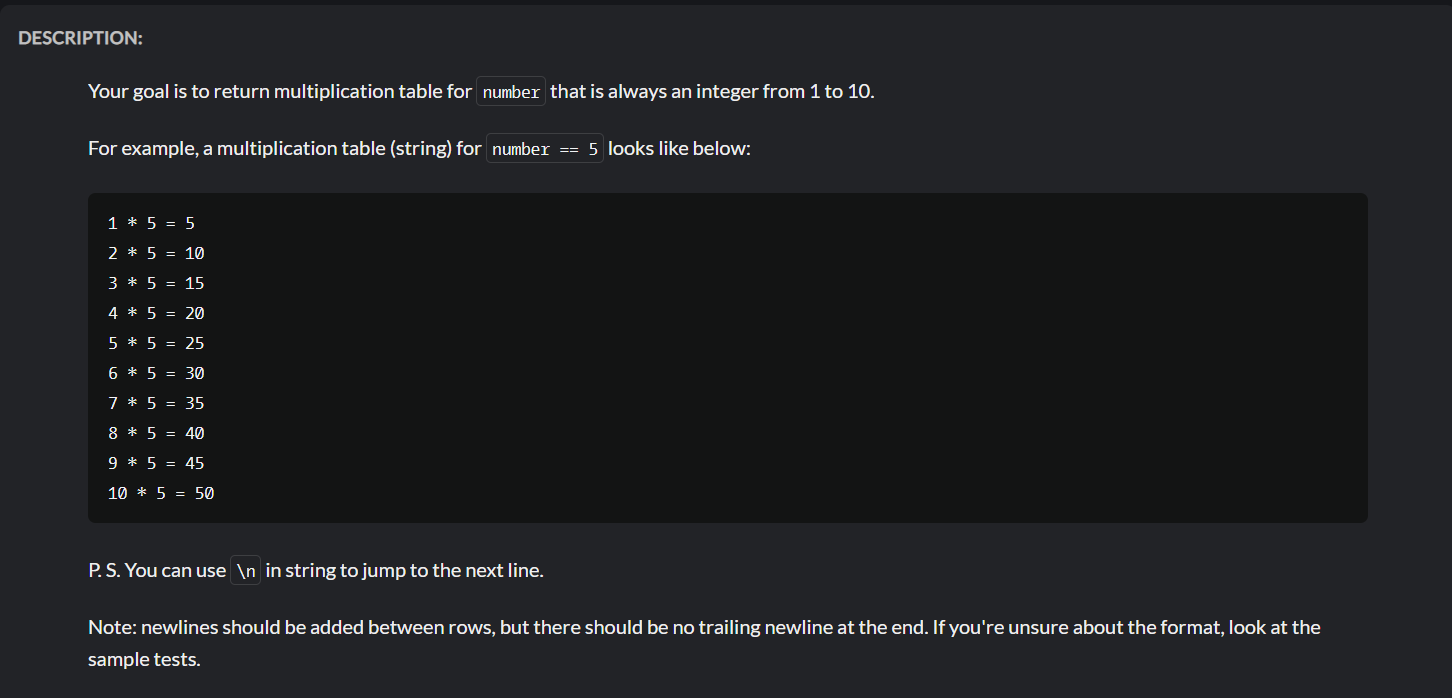 DESCRIPTION:
Your goal is to return multiplication table for number that is always an integer from 1 to 10.
For example, a multiplication table (string) for number == 5 looks like below:
1 * 5 = 5
2 * 5 = 10
3 * 5 = 15
4 * 5 = 20
5 * 5 = 25
6 * 5 = 30
7 * 5 = 35
8 * 5 = 40
9 * 5 = 45
10 * 5 = 50
P. S. You can use \n in string to jump to the next line.
Note: newlines should be added between rows, but there should be no trailing newline at the end. If you're unsure about the format, look at the
sample tests.